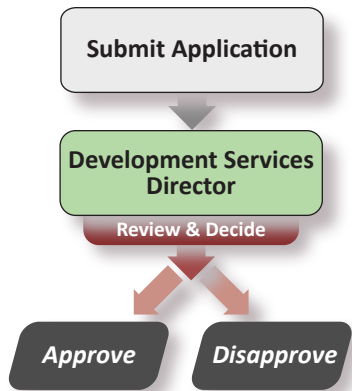 Submit Application
Development Services
Director
Review & Decide
Approve
Disapprove